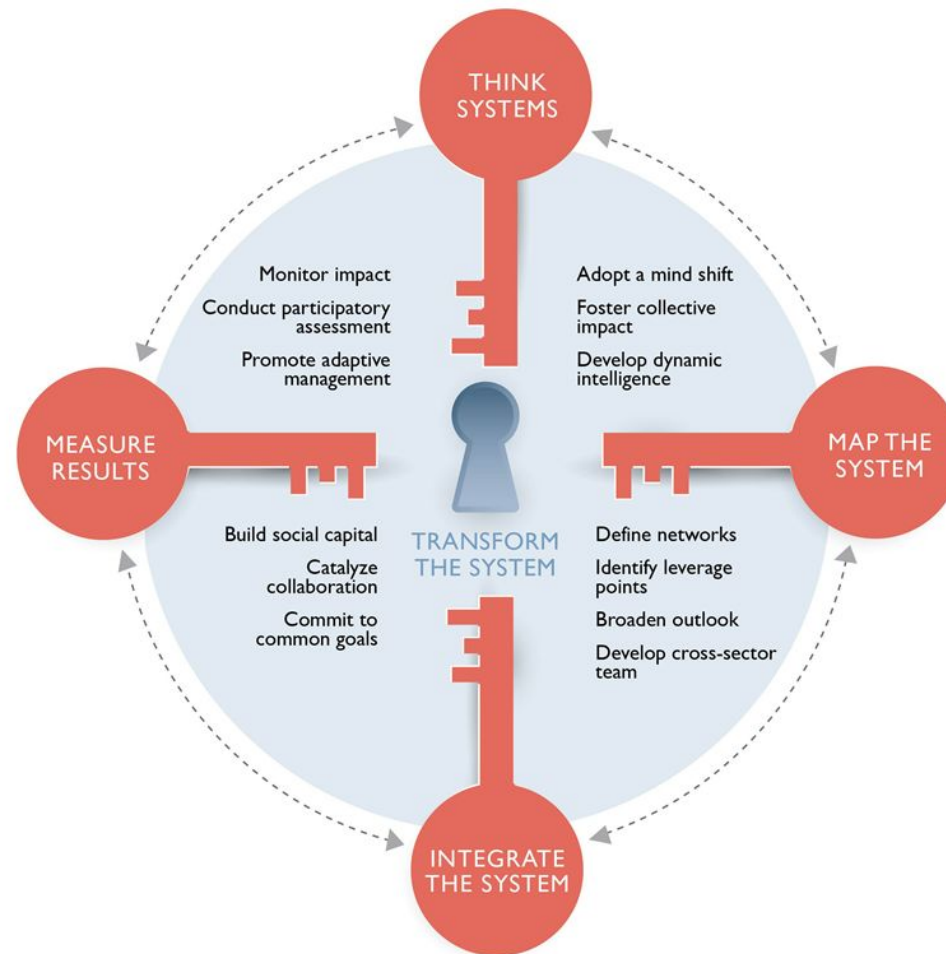 THINK
SYSTEMS
Monitor impact
Conduct participatory
assessment
Promote adaptive
management
Adopt a mind shift
Foster collective
impact
Develop dynamic
intelligence
MEASURE
RESULTS
MAP THE
SYSTEM
TRANSFORM
THE SYSTEM
Build social capital
Catalyze
collaboration
Commit to
common goals
Define networks
Identify leverage
points
Broaden outlook
Develop cross-sector
team
INTEGRATE
THE SYSTEM